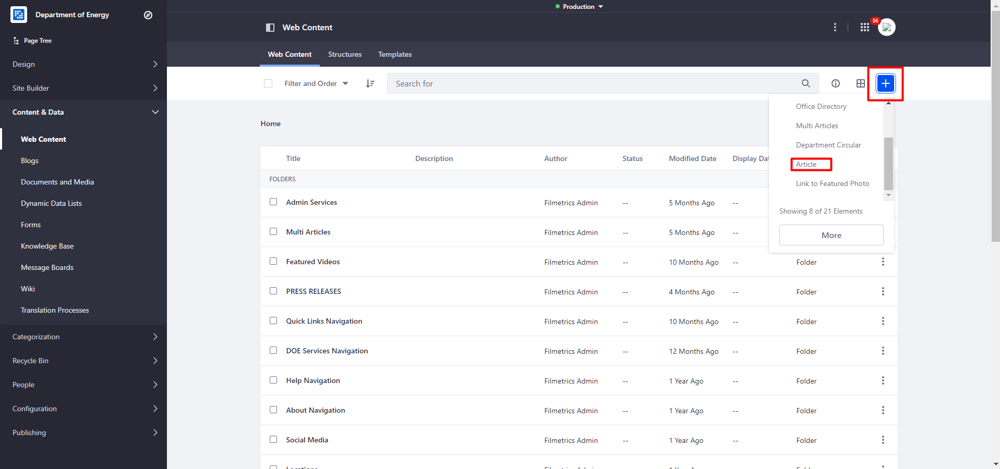 Department of Energy
Page Tree
Design
Site Builder
Content & Data
Web Content
Blogs
Documents and Media
Dynamic Data Lists
Forms
Knowledge Base
Message Boards
Wiki
Translation Processes
Categorization
Recycle Bin
People
Configuration
Publishing
Production
Web Content
36
Web Content Structures Templates
Filter and Order Search for
Office Directory
Multi Articles
Department Circular
Article
Link to Featured Photo
Showing 8 of 21 Elements
More
Home
Title Description Author Status Modified Date Display Dat
FOLDERS
Admin Services Filmetrics Admin -- 5 Months Ago --
Multi Articles Filmetrics Admin -- 5 Months Ago --
Featured Videos Filmetrics Admin -- 10 Months Ago -- Folder
PRESS RELEASES Filmetrics Admin -- 4 Months Ago -- Folder
Quick Links Navigation Filmetrics Admin -- 10 Months Ago -- Folder
DOE Services Navigation Filmetrics Admin -- 12 Months Ago -- Folder
Help Navigation Filmetrics Admin -- 1 Year Ago -- Folder
About Navigation Filmetrics Admin -- 1 Year Ago -- Folder
Social Media Filmetrics Admin -- 1 Year Ago -- Folder